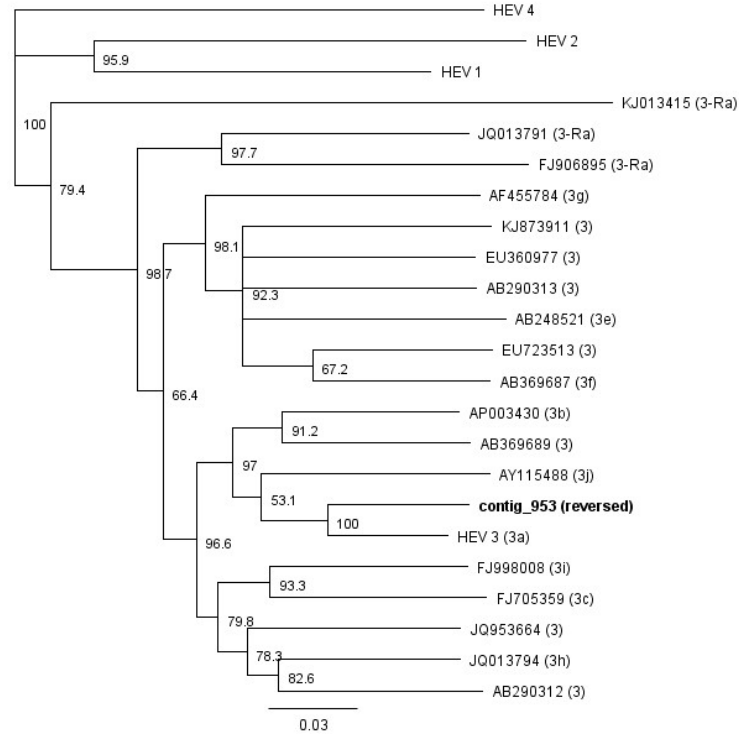 HEV 4
HEV 2
95.9
HEV 1
KJ013415 (3-Ra)
100
JQ013791 (3-Ra)
97.7
FJ906895 (3-Ra)
79.4
AF455784 (3g)
KJ873911 (3)
98.1
EU360977 (3)
98.7
AB290313 (3)
92.3
AB248521 (3e)
EU723513 (3)
67.2
AB369687 (3f)
66.4
AP003430 (3b)
91.2
AB369689 (3)
97
AY115488 (3j)
53.1
contig_953 (reversed)
100
HEV 3 (3a)
96.6
FJ998008 (3i)
93.3
FJ705359 (3c)
79.8
JQ953664 (3)
78.3
JQ013794 (3h)
82.6
AB290312 (3)
0.03